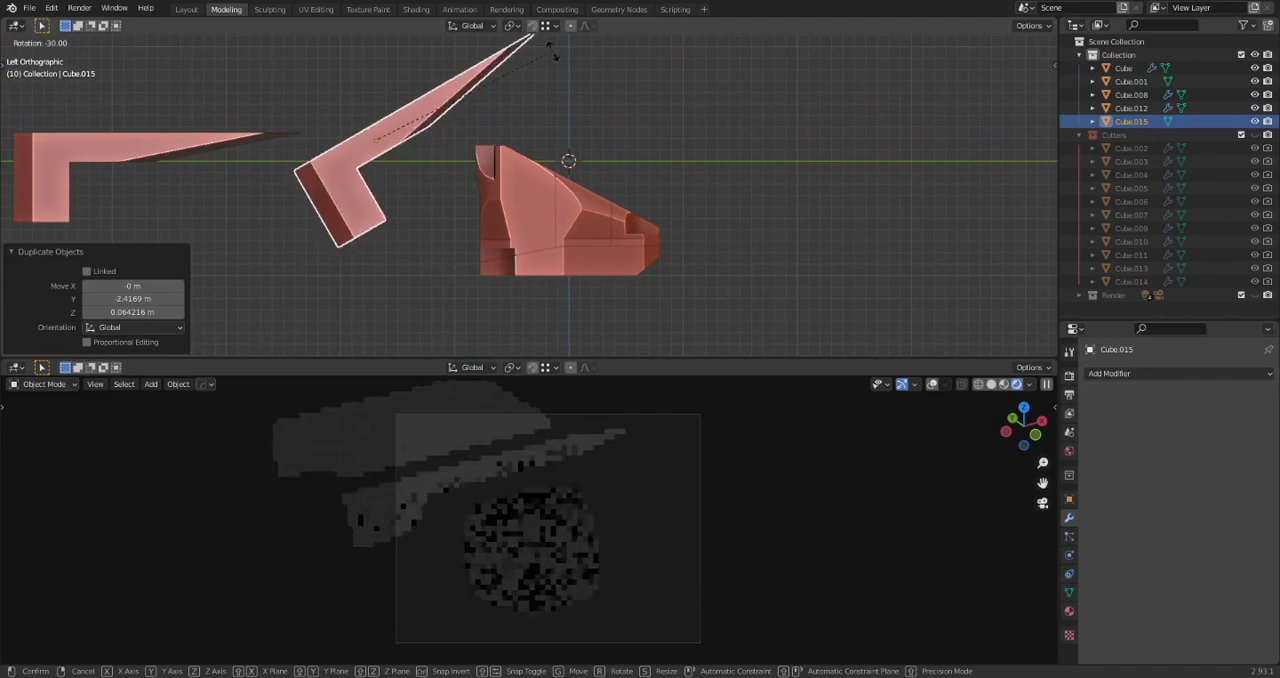 File Edit Render Window Help Layout Modeling Sculpting UV Editing Texture Paint Shading Animation Rendering Compositing Geometry Nodes Scripting + Scene View Layer
Global Options
Rotation: -30.00
Left Orthographic
(10) Collection | Cube.015
Scene Collection
Collection
Cube
Cube.001
Cube.008
Cube.012
Cube.015
Cutters
Cube.002
Cube.003
Cube.004
Cube.005
Cube.006
Cube.007
Cube.009
Cube.010
Cube.011
Cube.013
Cube.014
Render 4
Duplicate Objects
Linked
Move X -0 m
Y -2.4169 m
Z 0.064216 m
Orientation Global
Proportional Editing
Cube.015
Add Modifier
Global Options
Object Mode View Select Add Object
Z
Y X
Confirm Cancel X X Axis Y Y Axis Z Z Axis X X Plane Y Y Plane Z Z Plane Snap Invert Snap Toggle G Move R Rotate S Resize Automatic Constraint Automatic Constraint Plane Precision Mode 2.93.1